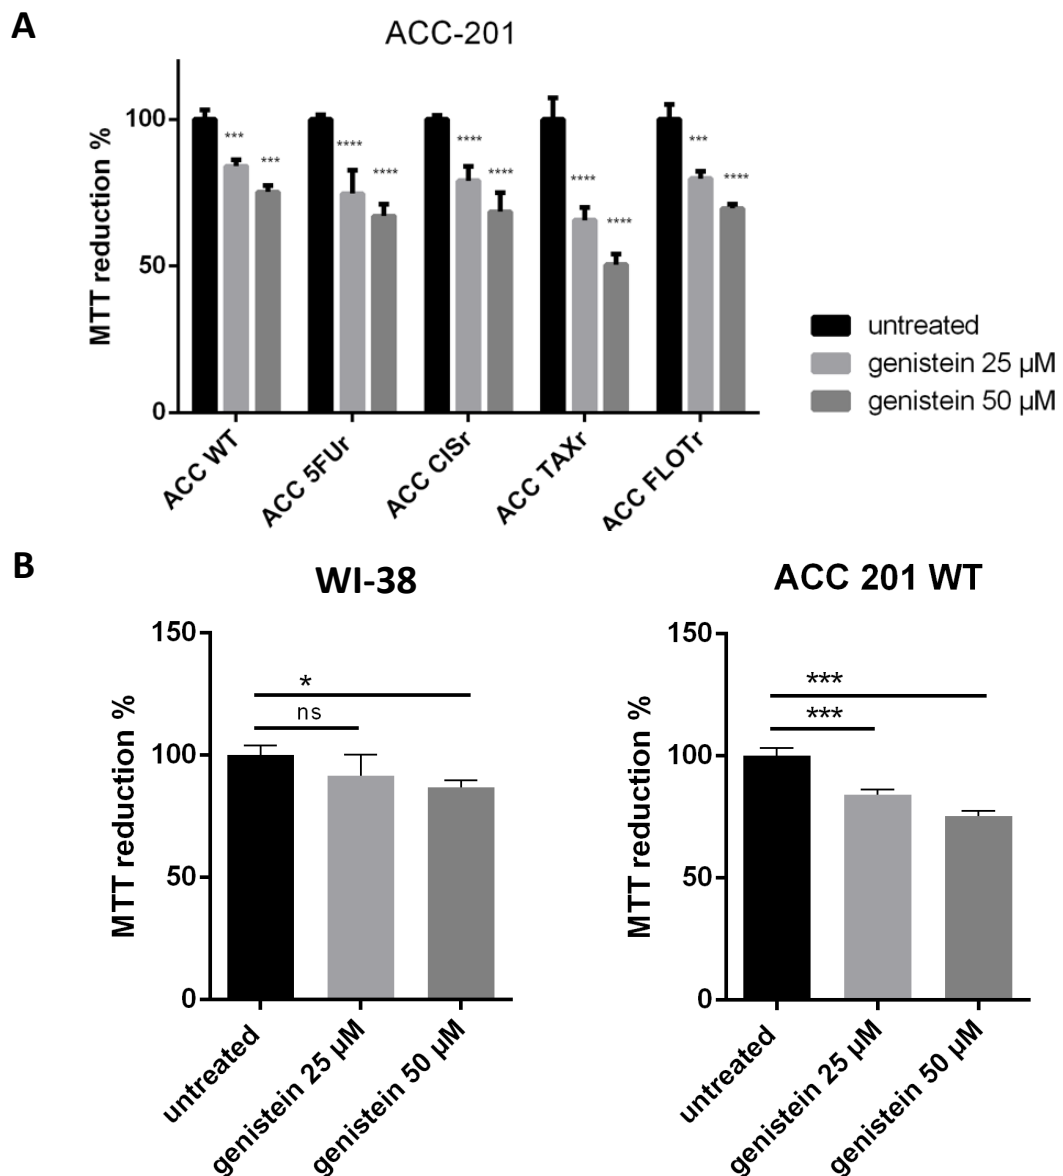 A
ACC-201
MTT reduction %
100
50
0
*** *** **** **** **** **** **** **** *** ****
ACC WT
ACC 5FUr
ACC CISr
ACC TAXr
ACC FLOTr
untreated
genistein 25 µM
genistein 50 µM
B
WI-38
MTT reduction %
150
100
50
0
*
ns
untreated
genistein 25 µM
genistein 50 µM
ACC 201 WT
MTT reduction %
150
100
50
0
***
***
untreated
genistein 25 µM
genistein 50 µM